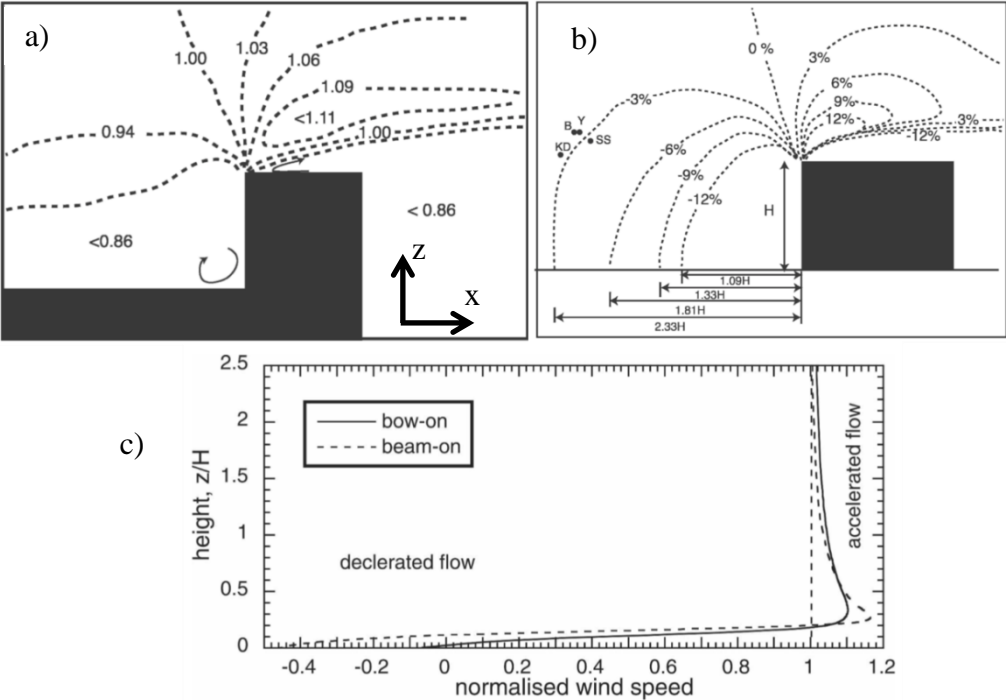 a)
1.00
1.03
1.06
1.09
<1.11
1.00
0.94
<0.86
< 0.86
z
x
b)
0 %
3%
6%
9%
12%
3%
-12%
-3%
B Y
KD SS
-6%
-9%
-12%
H
1.09H
1.33H
1.81H
2.33H
c)
2.5
2
1.5
1
0.5
0
height, z/H
bow-on
beam-on
declerated flow
accelerated flow
-0.4 -0.2 0 0.2 0.4 0.6 0.8 1 1.2
normalised wind speed